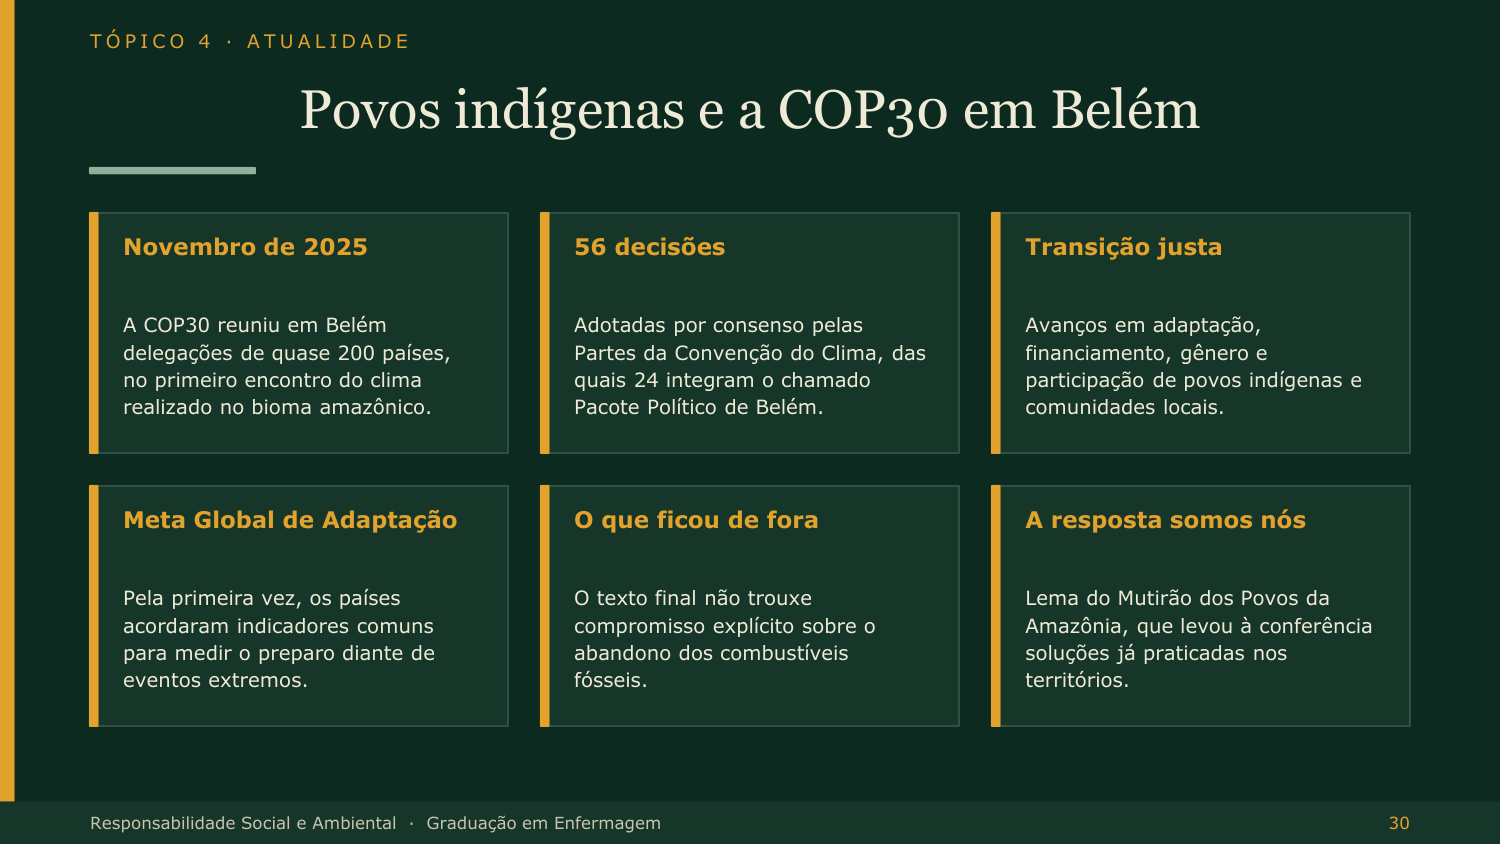 TÓPICO 4 · ATUALIDADE
Povos indígenas e a COP30 em Belém
Novembro de 2025
A COP30 reuniu em Belém
delegações de quase 200 países,
no primeiro encontro do clima
realizado no bioma amazônico.
56 decisões
Adotadas por consenso pelas
Partes da Convenção do Clima, das
quais 24 integram o chamado
Pacote Político de Belém.
Transição justa
Avanços em adaptação,
financiamento, gênero e
participação de povos indígenas e
comunidades locais.
Meta Global de Adaptação
Pela primeira vez, os países
acordaram indicadores comuns
para medir o preparo diante de
eventos extremos.
O que ficou de fora
O texto final não trouxe
compromisso explícito sobre o
abandono dos combustíveis
fósseis.
A resposta somos nós
Lema do Mutirão dos Povos da
Amazônia, que levou à conferência
soluções já praticadas nos
territórios.
Responsabilidade Social e Ambiental · Graduação em Enfermagem
30